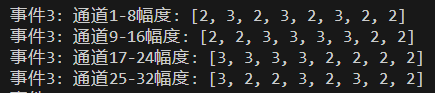 事件3: 通道1-8幅度: [2, 3, 2, 3, 2, 3, 2, 2]
事件3: 通道9-16幅度: [2, 2, 3, 3, 3, 3, 2, 2]
事件3: 通道17-24幅度: [3, 3, 3, 3, 2, 2, 2, 2]
事件3: 通道25-32幅度: [3, 2, 2, 3, 2, 3, 2, 2]